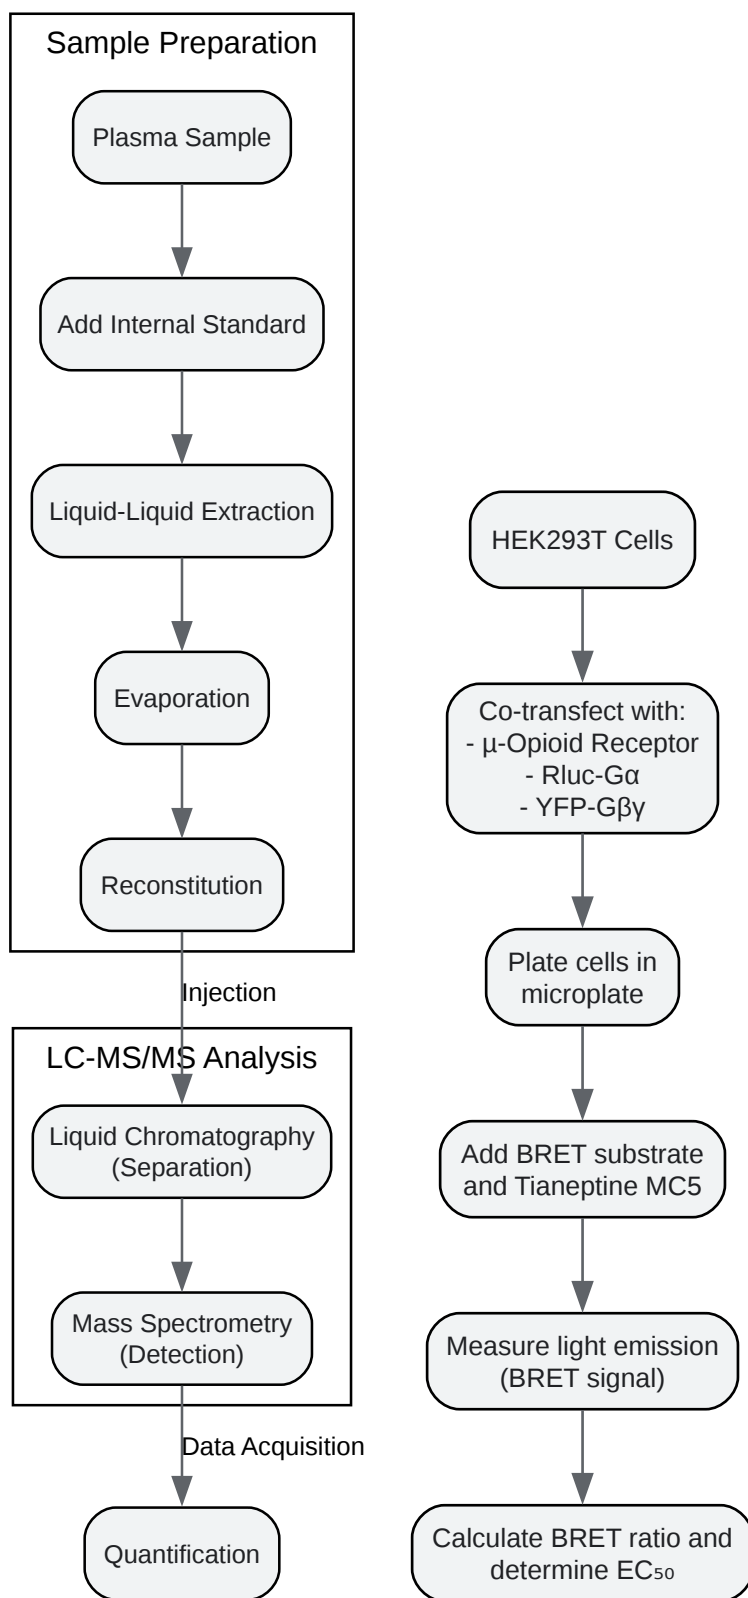 Sample Preparation
Plasma Sample
Add Internal Standard
Liquid-Liquid Extraction
Evaporation
Reconstitution
Injection
LC-MS/MS Analysis
Liquid Chromatography
(Separation)
Mass Spectrometry
(Detection)
Data Acquisition
Quantification
HEK293T Cells
Co-transfect with:
- μ-Opioid Receptor
- Rluc-Gα
- YFP-Gβγ
Plate cells in
microplate
Add BRET substrate
and Tianeptine MC5
Measure light emission
(BRET signal)
Calculate BRET ratio and
determine EC₅₀